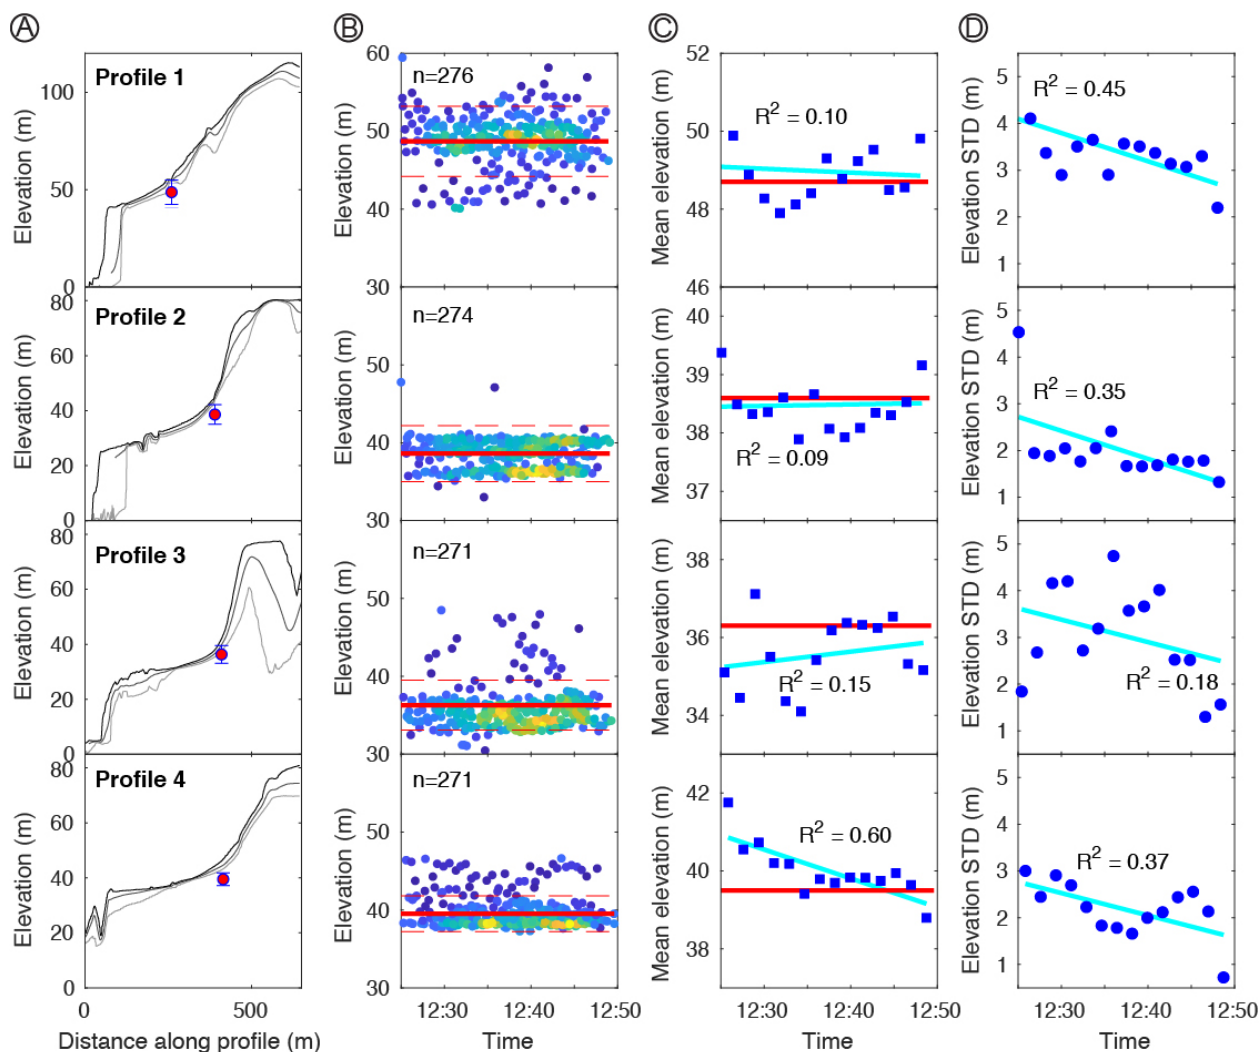 A B C D
Profile 1
Elevation (m)
100
50
0
n=276
Elevation (m)
60
50
40
30
R2 = 0.10
Mean elevation (m)
52
50
48
46
R2 = 0.45
Elevation STD (m)
5
4
3
2
1
Profile 2
Elevation (m)
80
60
40
20
0
n=274
Elevation (m)
50
40
30
R2 = 0.09
Mean elevation (m)
40
39
38
37
R2 = 0.35
Elevation STD (m)
5
4
3
2
1
Profile 3
Elevation (m)
80
60
40
20
0
n=271
Elevation (m)
50
40
30
R2 = 0.15
Mean elevation (m)
38
36
34
R2 = 0.18
Elevation STD (m)
5
4
3
2
1
Profile 4
Elevation (m)
80
60
40
20
0
n=271
Elevation (m)
50
40
30
R2 = 0.60
Mean elevation (m)
42
40
38
R2 = 0.37
Elevation STD (m)
5
4
3
2
1
0 500
12:30 12:40 12:50
12:30 12:40 12:50
12:30 12:40 12:50
Distance along profile (m)
Time
Time
Time